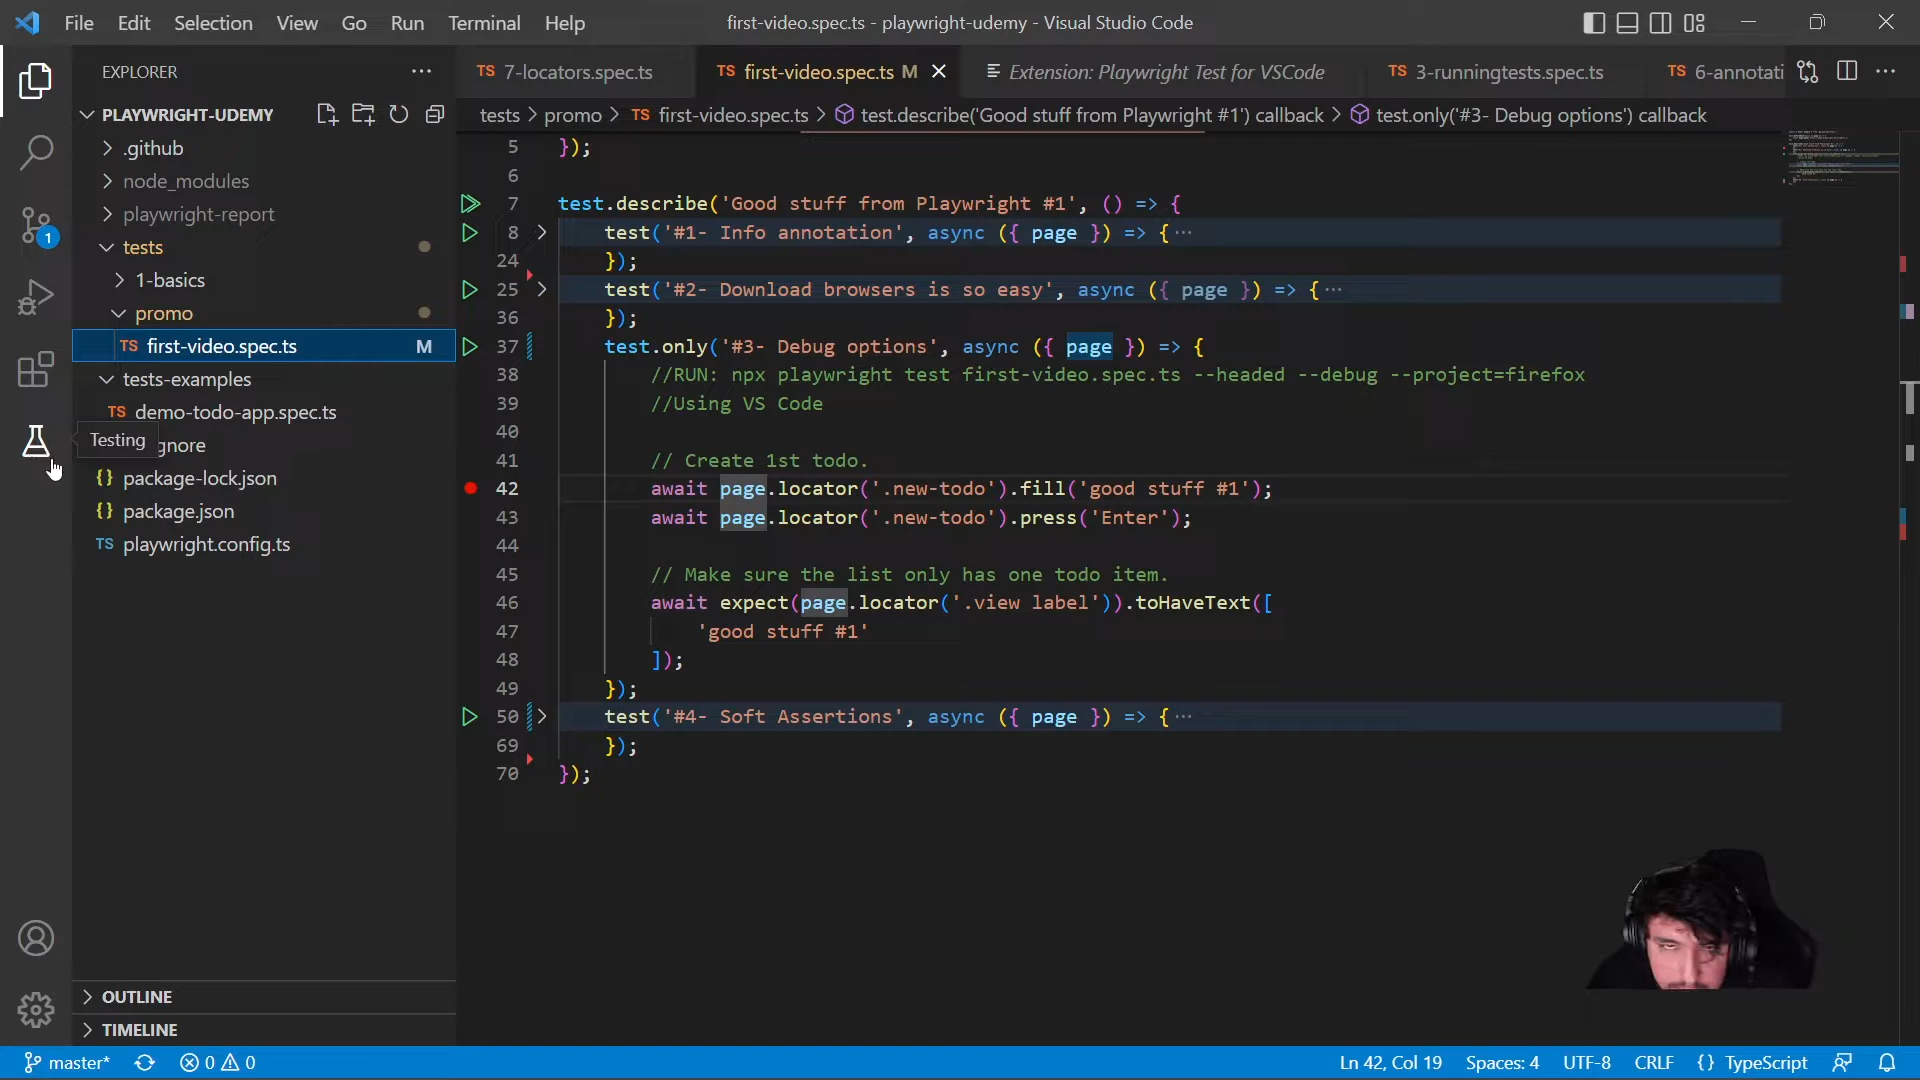 File Edit Selection View Go Run Terminal Help
first-video.spec.ts - playwright-udemy - Visual Studio Code
EXPLORER
PLAYWRIGHT-UDEMY
.github
node_modules
playwright-report
tests
1-basics
promo
TS first-video.spec.ts M
tests-examples
TS demo-todo-app.spec.ts
Testing
gnore
{} package-lock.json
{} package.json
TS playwright.config.ts
OUTLINE
TIMELINE
1
TS 7-locators.spec.ts TS first-video.spec.ts M Extension: Playwright Test for VSCode TS 3-runningtests.spec.ts TS 6-annotati
tests > promo > TS first-video.spec.ts > test.describe('Good stuff from Playwright #1') callback > test.only('#3- Debug options') callback
5 });
6
7 test.describe('Good stuff from Playwright #1', () => {
8 test('#1- Info annotation', async ({ page }) => {…
24 });
25 test('#2- Download browsers is so easy', async ({ page }) => {…
36 });
37 test.only('#3- Debug options', async ({ page }) => {
38 //RUN: npx playwright test first-video.spec.ts --headed --debug --project=firefox
39 //Using VS Code
40
41 // Create 1st todo.
42 await page.locator('.new-todo').fill('good stuff #1');
43 await page.locator('.new-todo').press('Enter');
44
45 // Make sure the list only has one todo item.
46 await expect(page.locator('.view label')).toHaveText([
47 'good stuff #1'
48 ]);
49 });
50 test('#4- Soft Assertions', async ({ page }) => {…
69 });
70 });
master* 0 0 Ln 42, Col 19 Spaces: 4 UTF-8 CRLF {} TypeScript